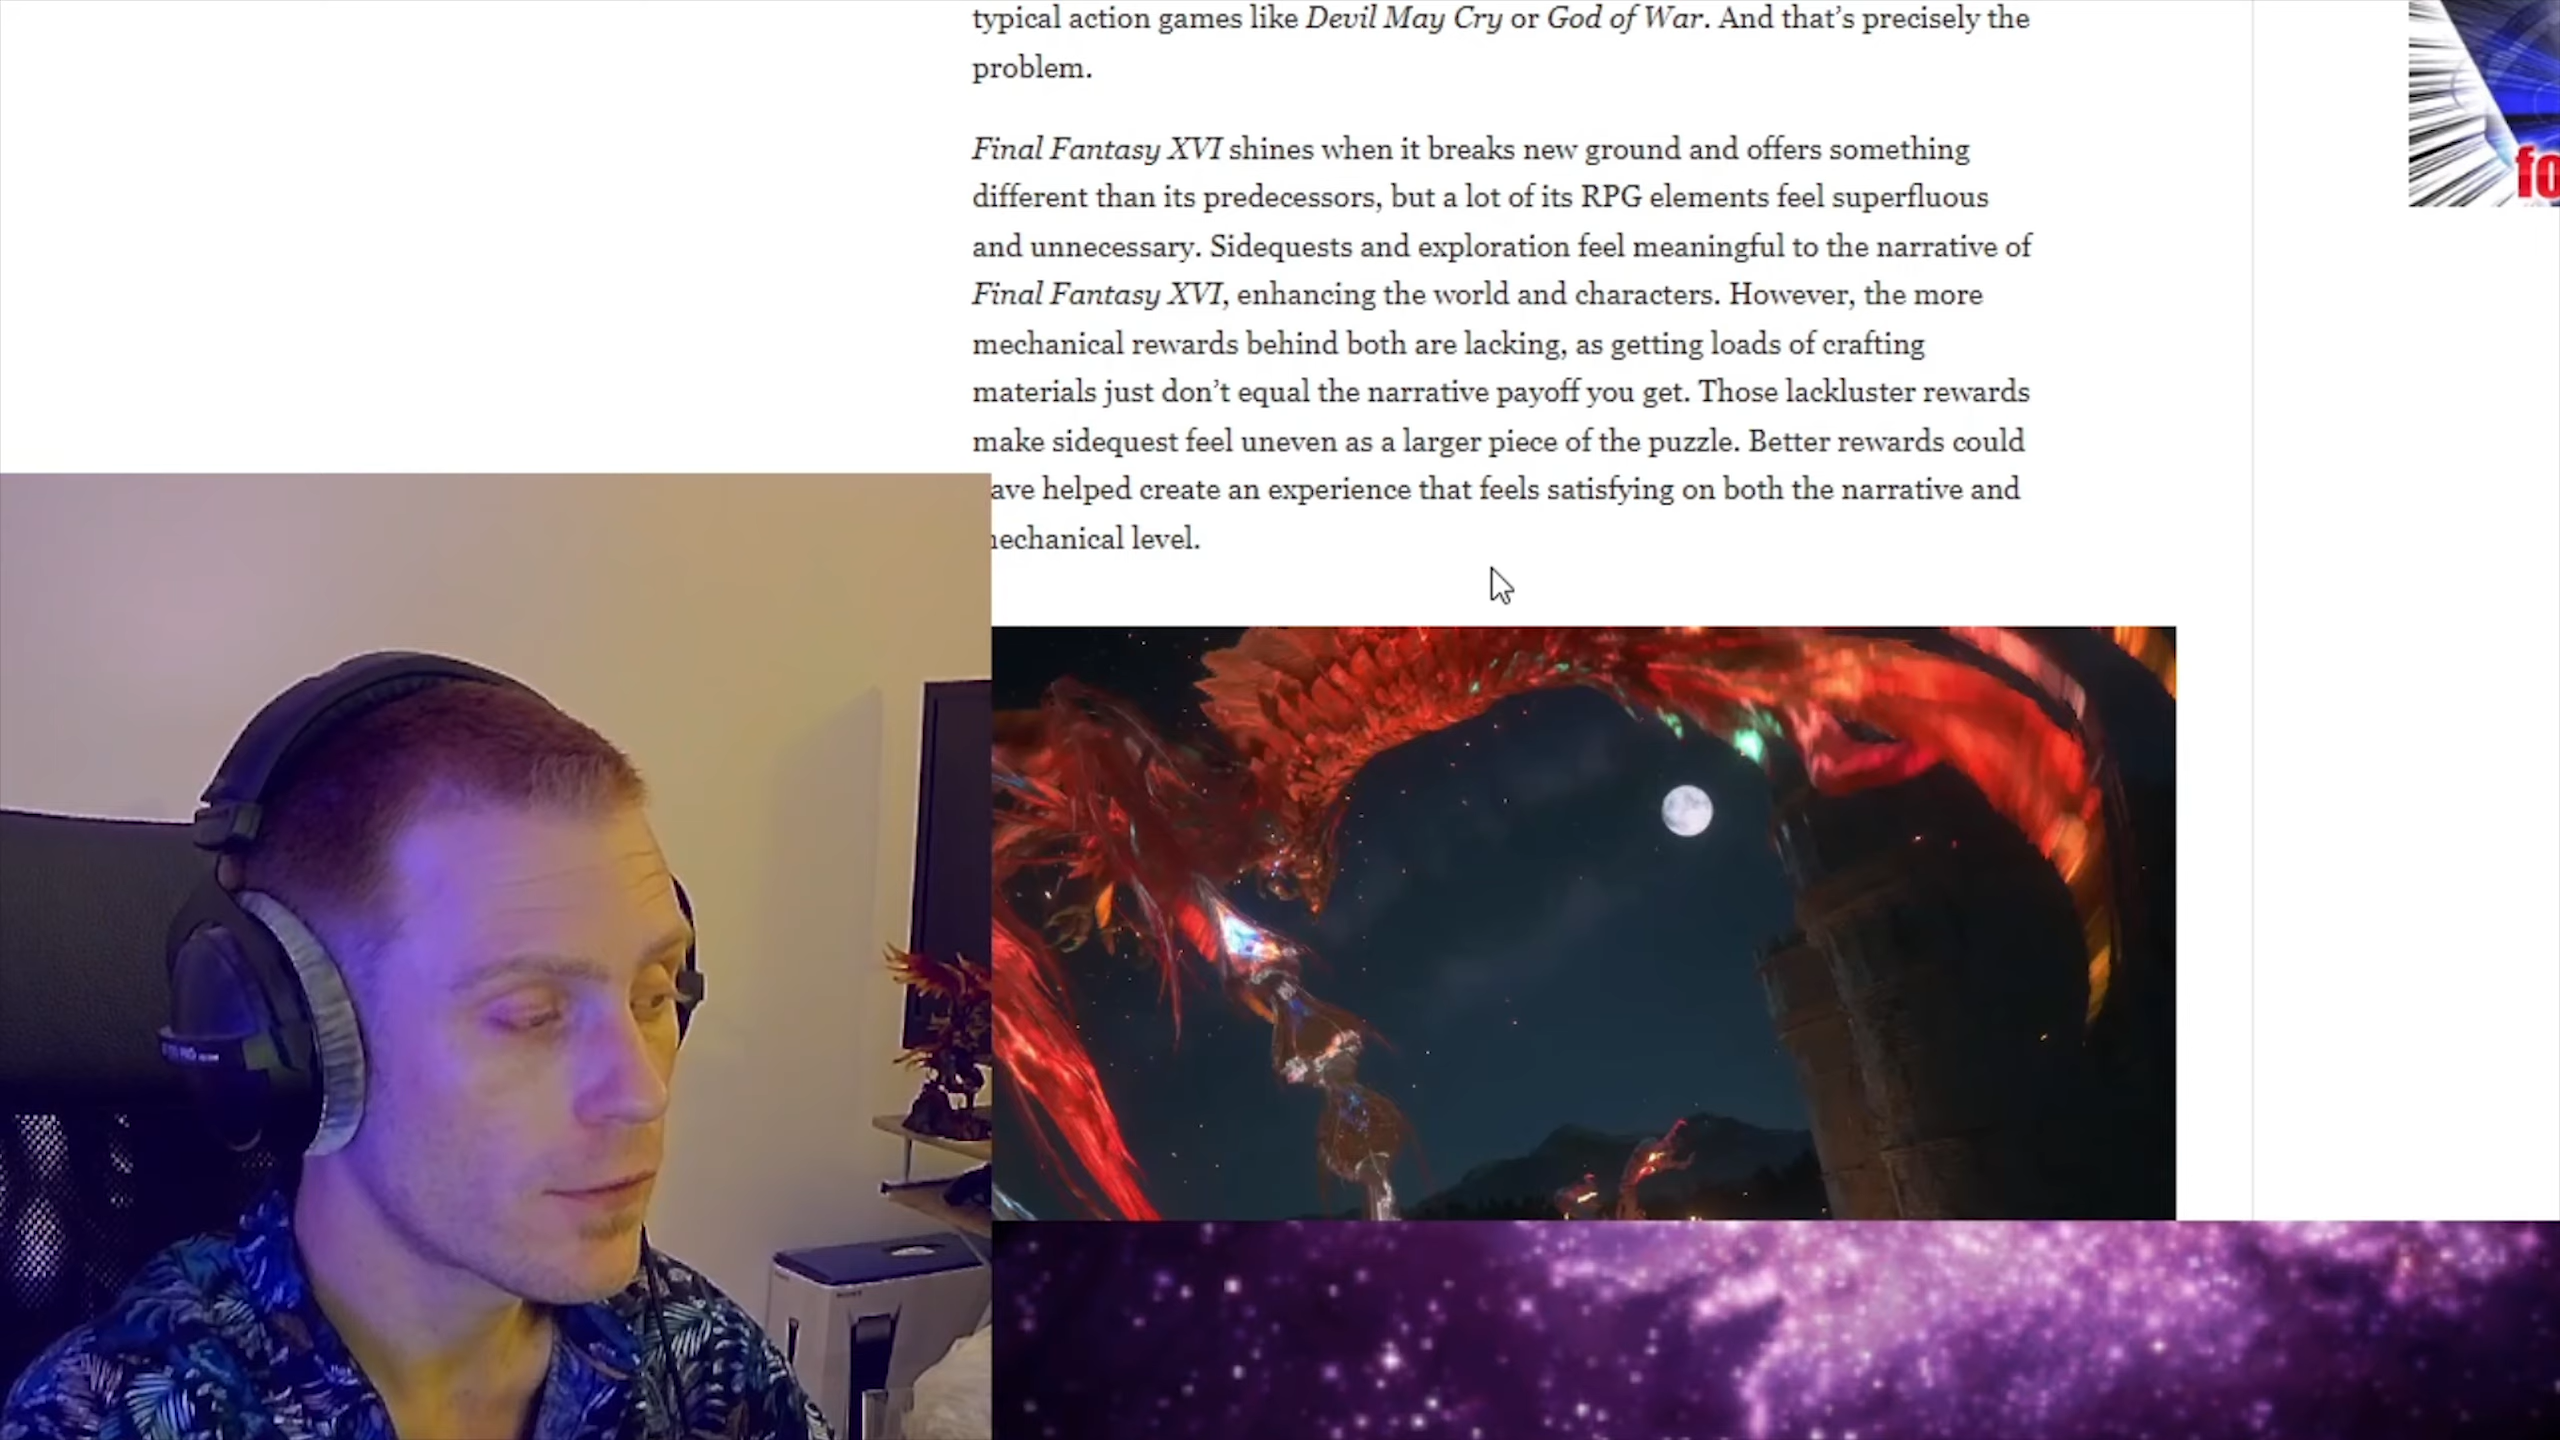 typical action games like Devil May Cry or God of War. And that’s precisely the
problem.
Final Fantasy XVI shines when it breaks new ground and offers something
different than its predecessors, but a lot of its RPG elements feel superfluous
and unnecessary. Sidequests and exploration feel meaningful to the narrative of
Final Fantasy XVI, enhancing the world and characters. However, the more
mechanical rewards behind both are lacking, as getting loads of crafting
materials just don’t equal the narrative payoff you get. Those lackluster rewards
make sidequest feel uneven as a larger piece of the puzzle. Better rewards could
ave helped create an experience that feels satisfying on both the narrative and
echanical level.
fo